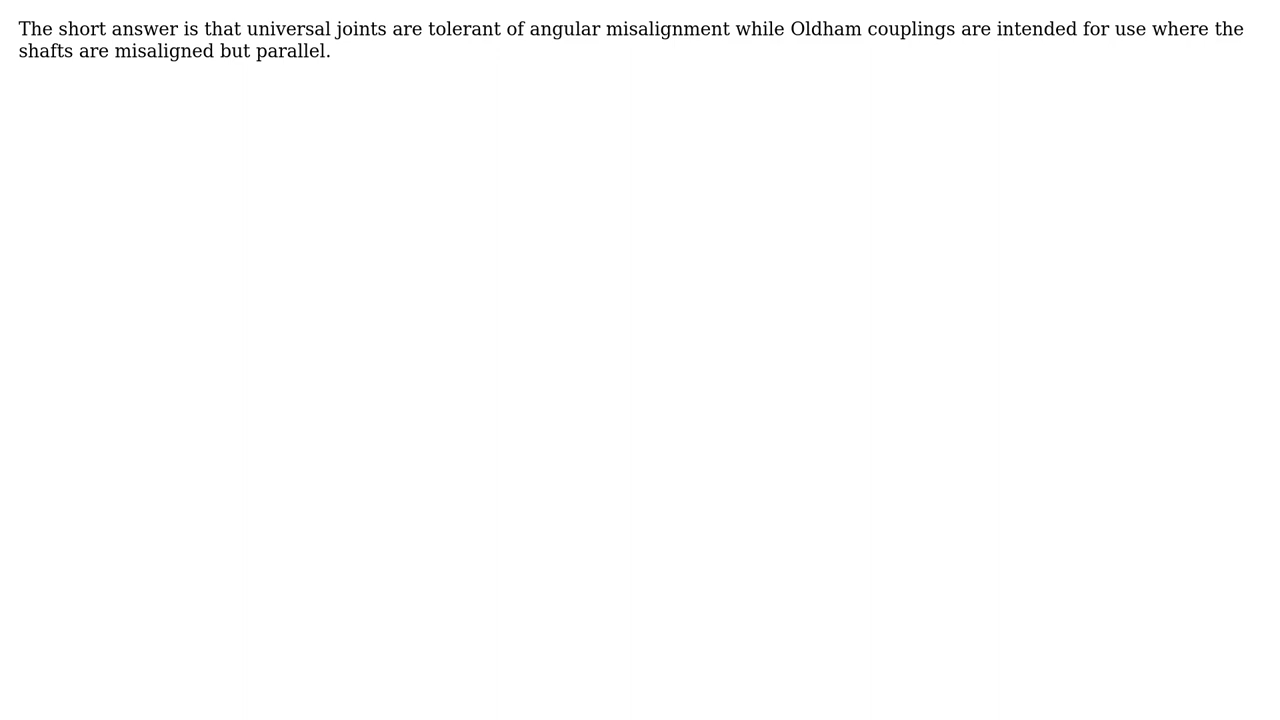 The short answer is that universal joints are tolerant of angular misalignment while Oldham couplings are intended for use where the
shafts are misaligned but parallel.